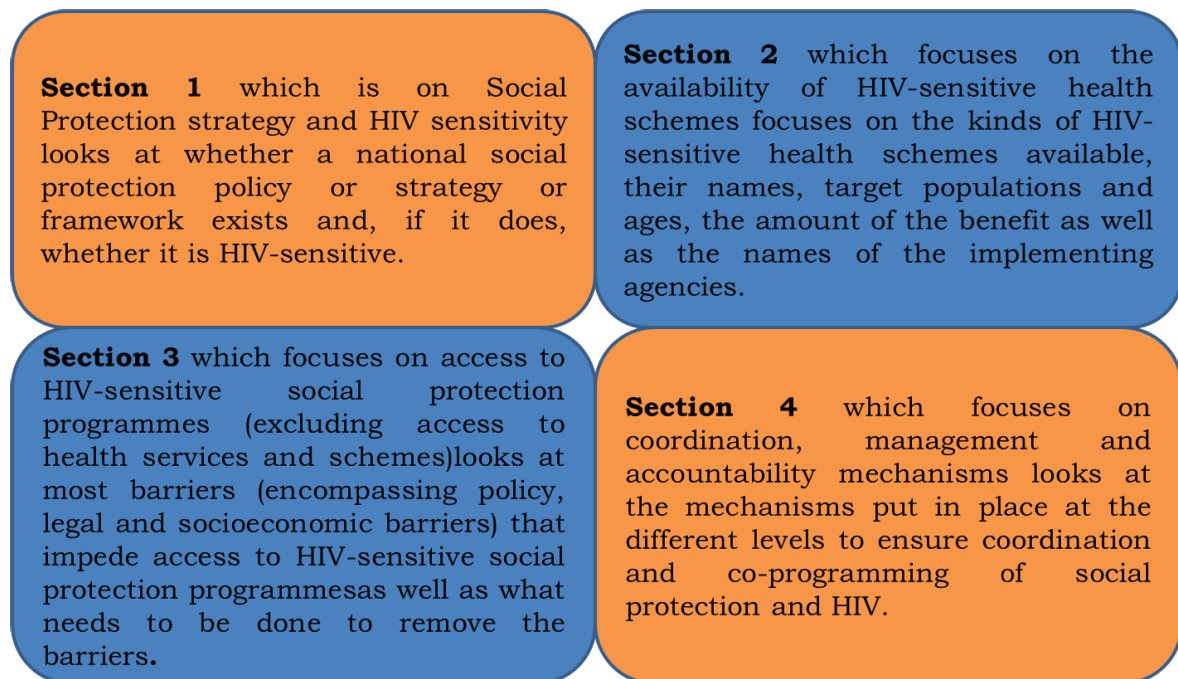 Section 1 which is on Social
Protection strategy and HIV sensitivity
looks at whether a national social
protection policy or strategy or
framework exists and, if it does,
whether it is HIV-sensitive.
Section 2 which focuses on the
availability of HIV-sensitive health
schemes focuses on the kinds of HIV-
sensitive health schemes available,
their names, target populations and
ages, the amount of the benefit as well
as the names of the implementing
agencies.
Section 3 which focuses on access to
HIV-sensitive social protection
programmes (excluding access to
health services and schemes)looks at
most barriers (encompassing policy,
legal and socioeconomic barriers) that
impede access to HIV-sensitive social
protection programmesas well as what
needs to be done to remove the
barriers.
Section 4 which focuses on
coordination, management and
accountability mechanisms looks at
the mechanisms put in place at the
different levels to ensure coordination
and co-programming of social
protection and HIV.